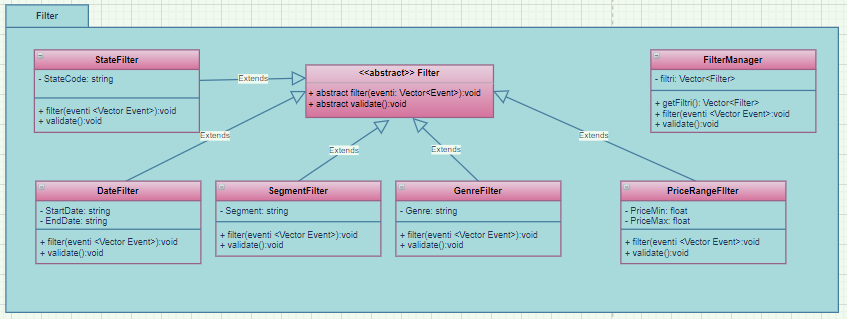 Filter
StateFilter
- StateCode: string
+ filter(eventi <Vector Event>):void
+ validate():void
Extends
<<abstract>> Filter
+ abstract filter(eventi: Vector<Event>):void
+ abstract validate():void
FilterManager
- filtri: Vector<Filter>
+ getFiltri(): Vector<Filter>
+ filter(eventi <Vector Event>:void
+ validate():void
Extends
Extends
Extends
Extends
DateFilter
- StartDate: string
- EndDate: string
+ filter(eventi <Vector Event>):void
+ validate():void
SegmentFilter
- Segment: string
+ filter(eventi <Vector Event>):void
+ validate():void
GenreFilter
- Genre: string
+ filter(eventi <Vector Event>):void
+ validate():void
PriceRangeFIlter
- PriceMin: float
- PriceMax: float
+ filter(eventi <Vector Event>):void
+ validate():void